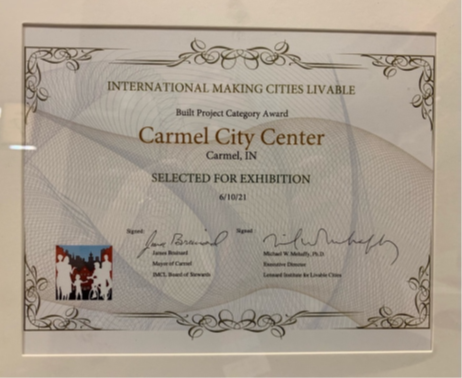 INTERNATIONAL MAKING CITIES LIVABLE
Built Project Category Award
Carmel City Center
Carmel, IN
SELECTED FOR EXHIBITION
6/10/21
Signed: Signed:
James Brainard Michael W. Mehaffy, Ph.D
Mayor of Carmel Executive Director
IMCL Board of Stewards Lennard Institute for Livable Cities